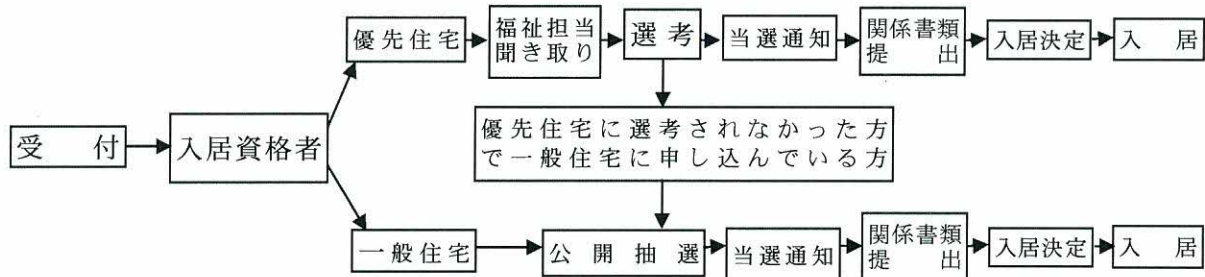 優先住宅
福祉担当
聞き取り
選考
当選通知
関係書類
提出
入居決定
入居
受付
入居資格者
優先住宅に選考されなかった方
で一般住宅に申し込んでいる方
一般住宅
公開抽選
当選通知
関係書類
提出
入居決定
入居